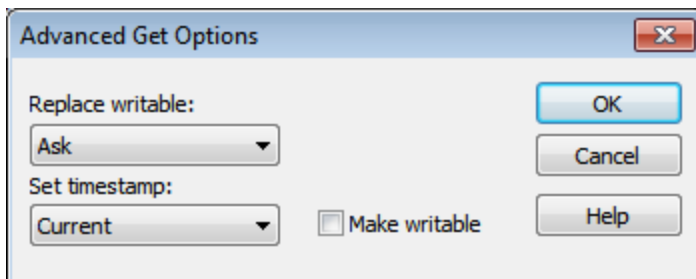 Advanced Get Options
Replace writable:
Ask
Set timestamp:
Current
Make writable
OK
Cancel
Help